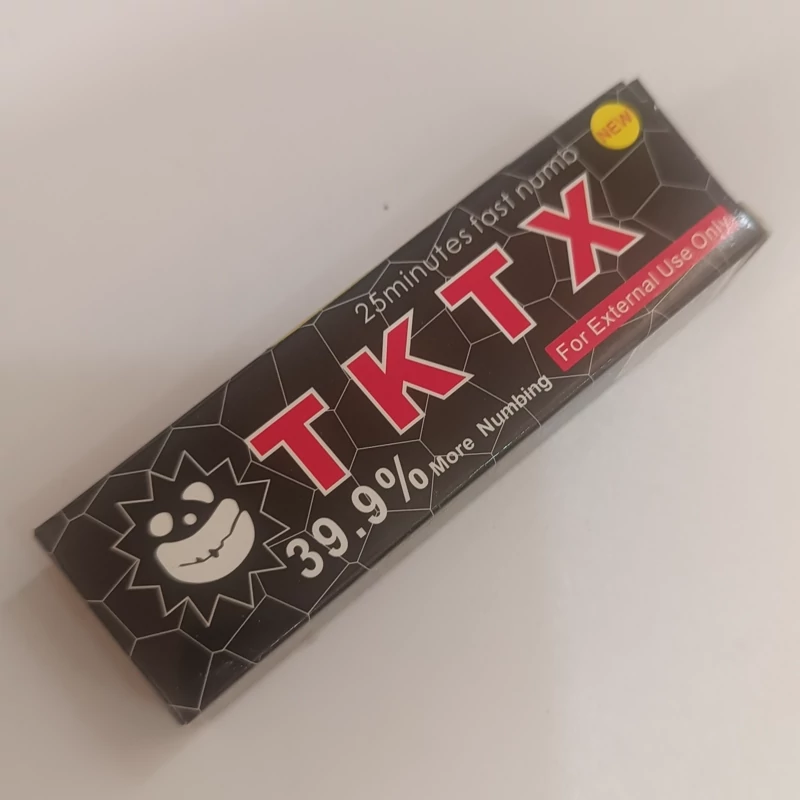 NEW
25minutes fast numb
TKTX
For External Use Only
39.9% More Numbing